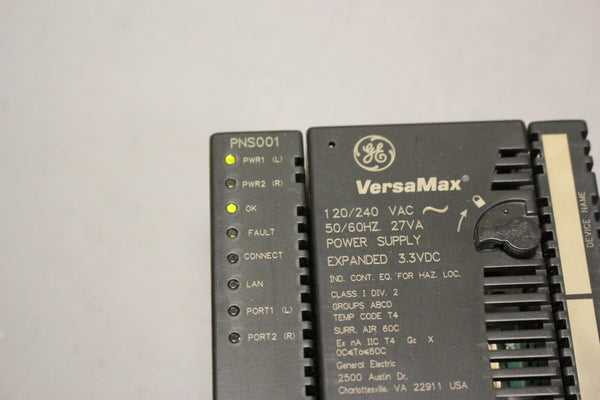 PNS001
PWR1 (L)
PWR2 (R)
OK
FAULT
CONNECT
LAN
PORT1 (L)
PORT2 (R)
GE
VersaMax®
120/240 VAC
50/60HZ. 27VA
POWER SUPPLY
EXPANDED 3.3VDC
IND. CONT. EQ. FOR HAZ. LOC.
CLASS I DIV. 2
GROUPS ABCD
TEMP CODE T4
SURR. AIR 60C
Ex nA IIC T4 Gc X
0C≤Ta≤60C
General Electric
2500 Austin Dr.
Charlottesville, VA 22911 USA
DEVICE NAME